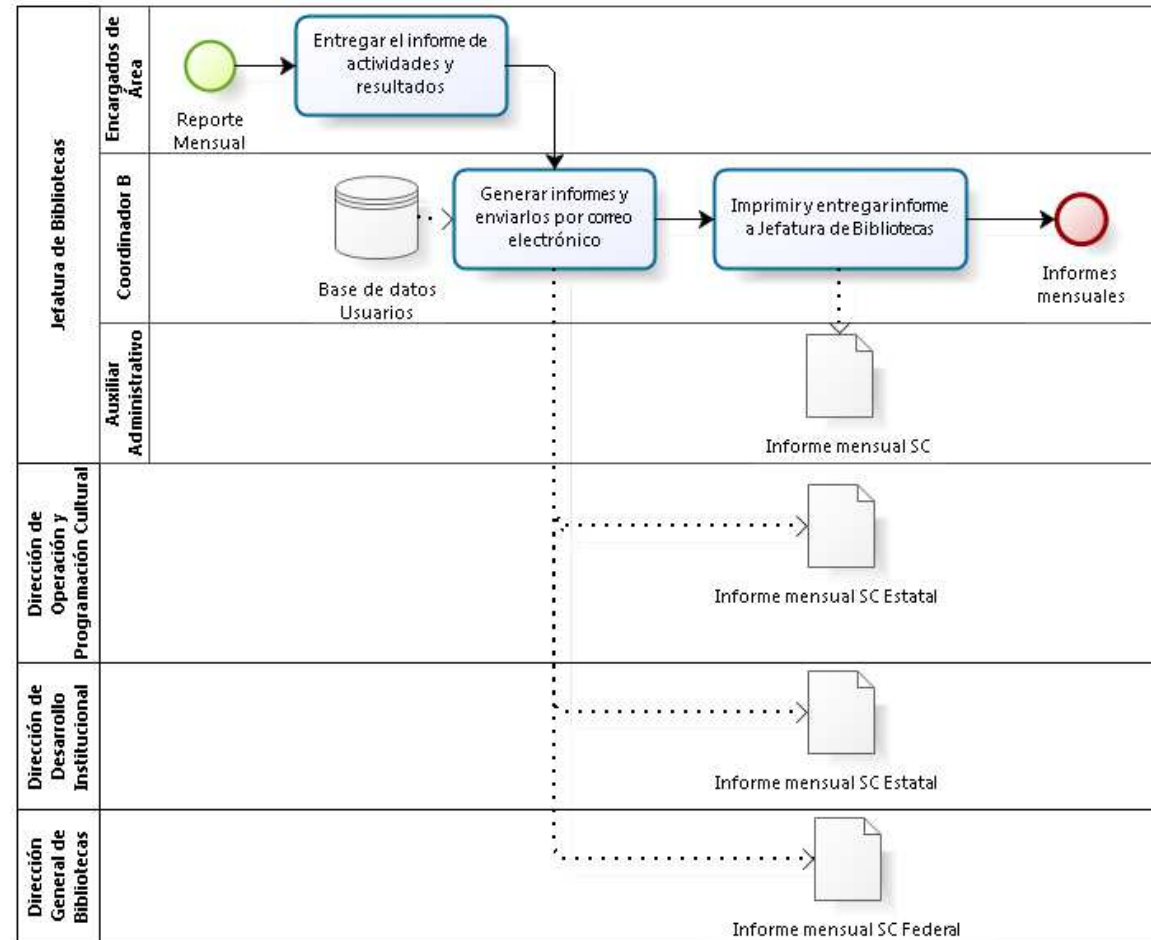 Jefatura de Bibliotecas
Encargados de
Área
Reporte
Mensual
Entregar el informe de
actividades y
resultados
Coordinador B
Base de datos
Usuarios
Generar informes y
enviarlos por correo
electrónico
Imprimir y entregar informe
a Jefatura de Bibliotecas
Informes
mensuales
Auxiliar
Administrativo
Informe mensual SC
Dirección de
Operación y
Programación Cultural
Informe mensual SC Estatal
Dirección de
Desarrollo
Institucional
Informe mensual SC Estatal
Dirección
General de
Bibliotecas
Informe mensual SC Federal